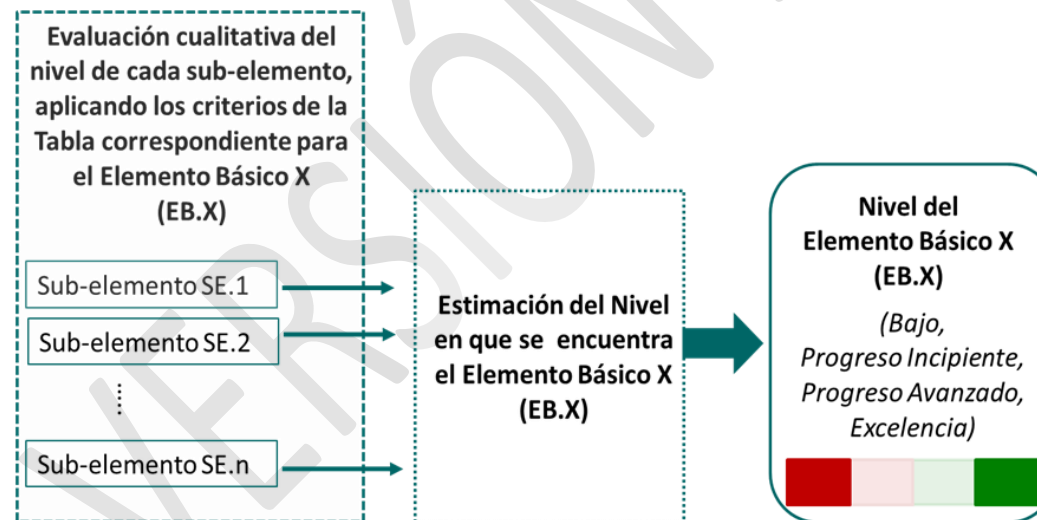 Evaluación cualitativa del
nivel de cada sub-elemento,
aplicando los criterios de la
Tabla correspondiente para
el Elemento Básico X
(EB.X)
Sub-elemento SE.1
Sub-elemento SE.2
Sub-elemento SE.n
Estimación del Nivel
en que se encuentra
el Elemento Básico X
(EB.X)
Nivel del
Elemento Básico X
(EB.X)
(Bajo,
Progreso Incipiente,
Progreso Avanzado,
Excelencia)
VERSIÓN